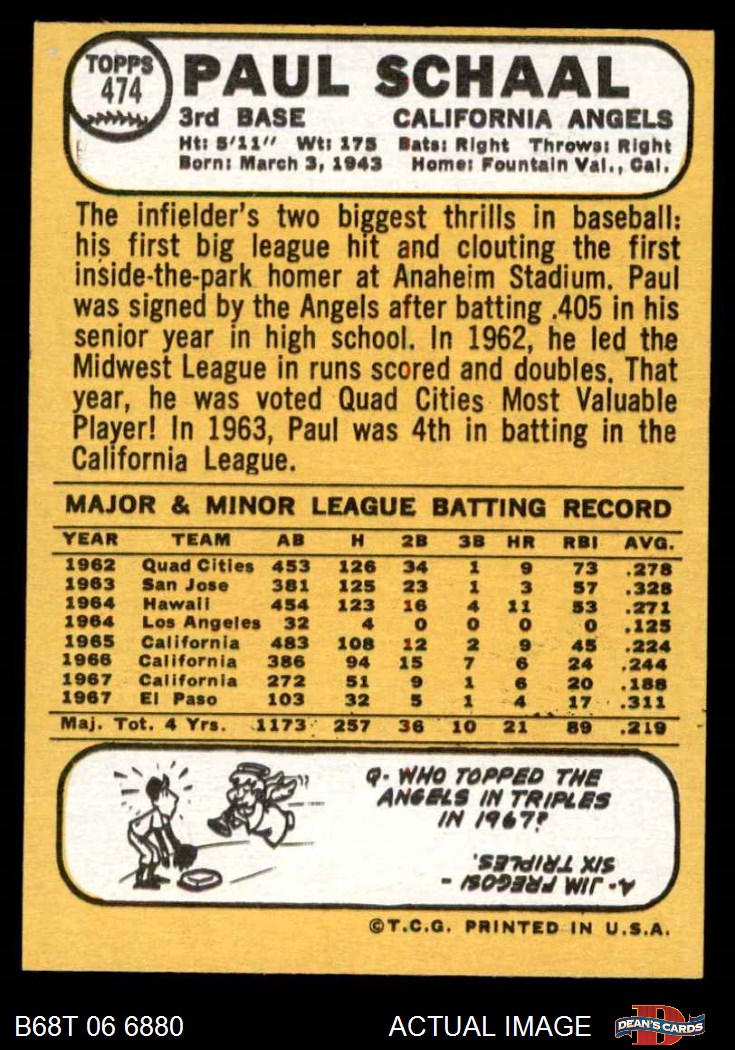 TOPPS
474
PAUL SCHAAL
3rd BASE CALIFORNIA ANGELS
Ht: 5'11" Wt: 175 Bats: Right Throws: Right
Born: March 3, 1943 Home: Fountain Val., Cal.
The infielder's two biggest thrills in baseball:
his first big league hit and clouting the first
inside-the-park homer at Anaheim Stadium. Paul
was signed by the Angels after batting .405 in his
senior year in high school. In 1962, he led the
Midwest League in runs scored and doubles. That
year, he was voted Quad Cities Most Valuable
Player! In 1963, Paul was 4th in batting in the
California League.
MAJOR & MINOR LEAGUE BATTING RECORD
YEAR TEAM AB H 2B 3B HR RBI AVG.
1962 Quad Cities 453 126 34 1 9 73 .278
1963 San Jose 381 125 23 1 3 57 .328
1964 Hawaii 454 123 16 4 11 53 .271
1964 Los Angeles 32 4 0 0 0 0 .125
1965 California 483 108 12 2 9 45 .224
1966 California 386 94 15 7 6 24 .244
1967 California 272 51 9 1 6 20 .188
1967 El Paso 103 32 5 1 4 17 .311
Maj. Tot. 4 Yrs. 1173 257 36 10 21 89 .219
Q- WHO TOPPED THE
ANGELS IN TRIPLES
IN 1967?
A- JIM FREGOSI -
SIX TRIPLES.
©T.C.G. PRINTED IN U.S.A.
B68T 06 6880 ACTUAL IMAGE D DEAN'S CARDS